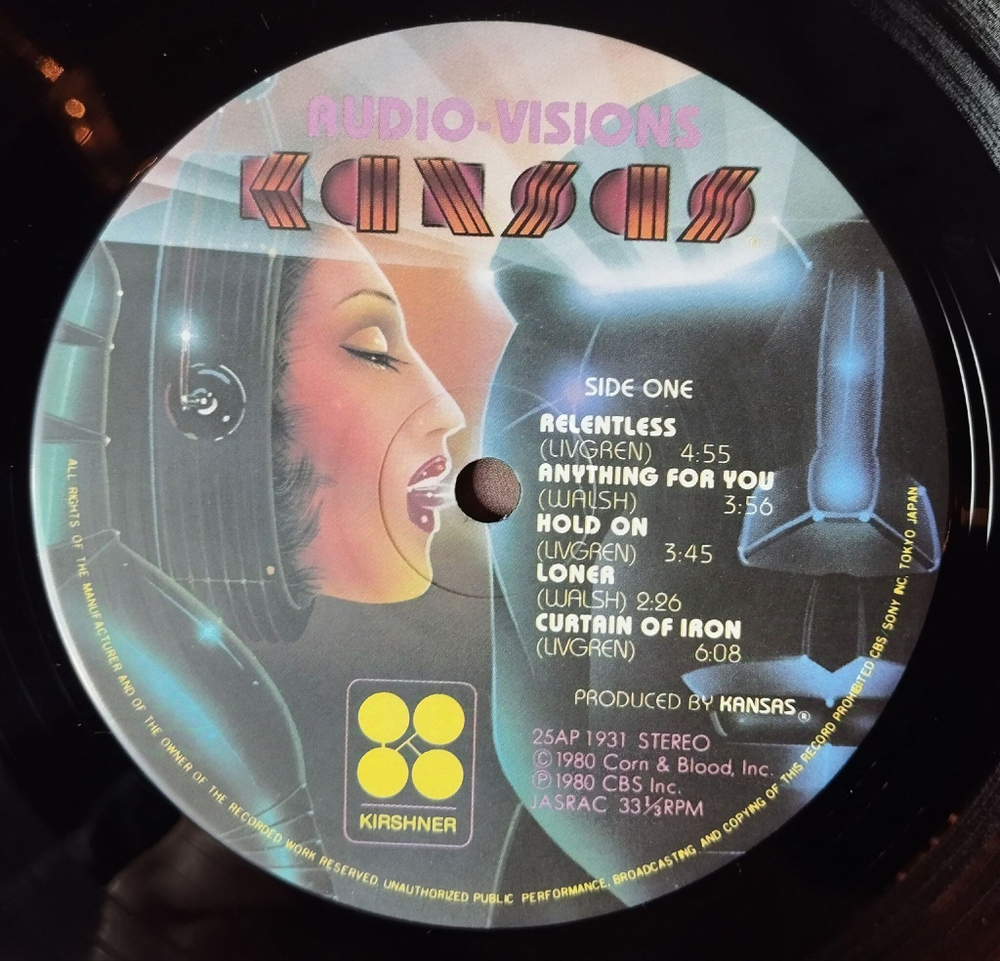 AUDIO-VISIONS
KANSAS
SIDE ONE
RELENTLESS
(LIVGREN) 4:55
ANYTHING FOR YOU
(WALSH) 3:56
HOLD ON
(LIVGREN) 3:45
LONER
(WALSH) 2:26
CURTAIN OF IRON
(LIVGREN) 6:08
PRODUCED BY KANSAS®
25AP 1931 STEREO
© 1980 Corn & Blood, Inc.
℗ 1980 CBS Inc.
JASRAC 33⅓RPM
KIRSHNER
ALL RIGHTS OF THE MANUFACTURER AND OF THE OWNER OF THE RECORDED WORK RESERVED. UNAUTHORIZED PUBLIC PERFORMANCE, BROADCASTING AND COPYING OF THIS RECORD PROHIBITED CBS/SONY INC. TOKYO JAPAN